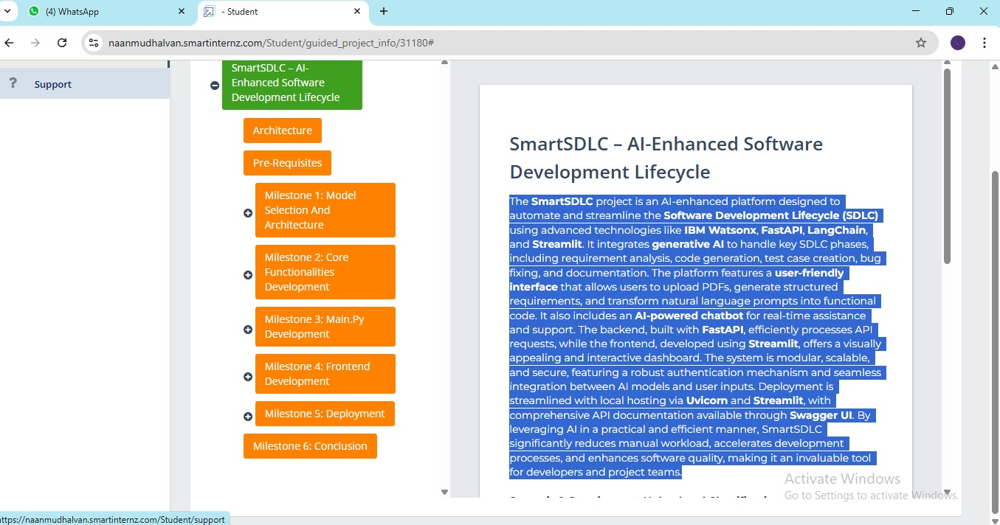 (4) WhatsApp
- Student
naanmudhalvan.smartinternz.com/Student/guided_project_info/31180#
? Support
SmartSDLC – AI-
Enhanced Software
Development Lifecycle
Architecture
Pre-Requisites
Milestone 1: Model
Selection And
Architecture
Milestone 2: Core
Functionalities
Development
Milestone 3: Main.Py
Development
Milestone 4: Frontend
Development
Milestone 5: Deployment
Milestone 6: Conclusion
SmartSDLC – AI-Enhanced Software
Development Lifecycle
The SmartSDLC project is an AI-enhanced platform designed to
automate and streamline the Software Development Lifecycle (SDLC)
using advanced technologies like IBM Watsonx, FastAPI, LangChain,
and Streamlit. It integrates generative AI to handle key SDLC phases,
including requirement analysis, code generation, test case creation, bug
fixing, and documentation. The platform features a user-friendly
interface that allows users to upload PDFs, generate structured
requirements, and transform natural language prompts into functional
code. It also includes an AI-powered chatbot for real-time assistance
and support. The backend, built with FastAPI, efficiently processes API
requests, while the frontend, developed using Streamlit, offers a visually
appealing and interactive dashboard. The system is modular, scalable,
and secure, featuring a robust authentication mechanism and seamless
integration between AI models and user inputs. Deployment is
streamlined with local hosting via Uvicorn and Streamlit, with
comprehensive API documentation available through Swagger UI. By
leveraging AI in a practical and efficient manner, SmartSDLC
significantly reduces manual workload, accelerates development
processes, and enhances software quality, making it an invaluable tool
for developers and project teams.
Activate Windows
Go to Settings to activate Windows.
ttps://naanmudhalvan.smartinternz.com/Student/support